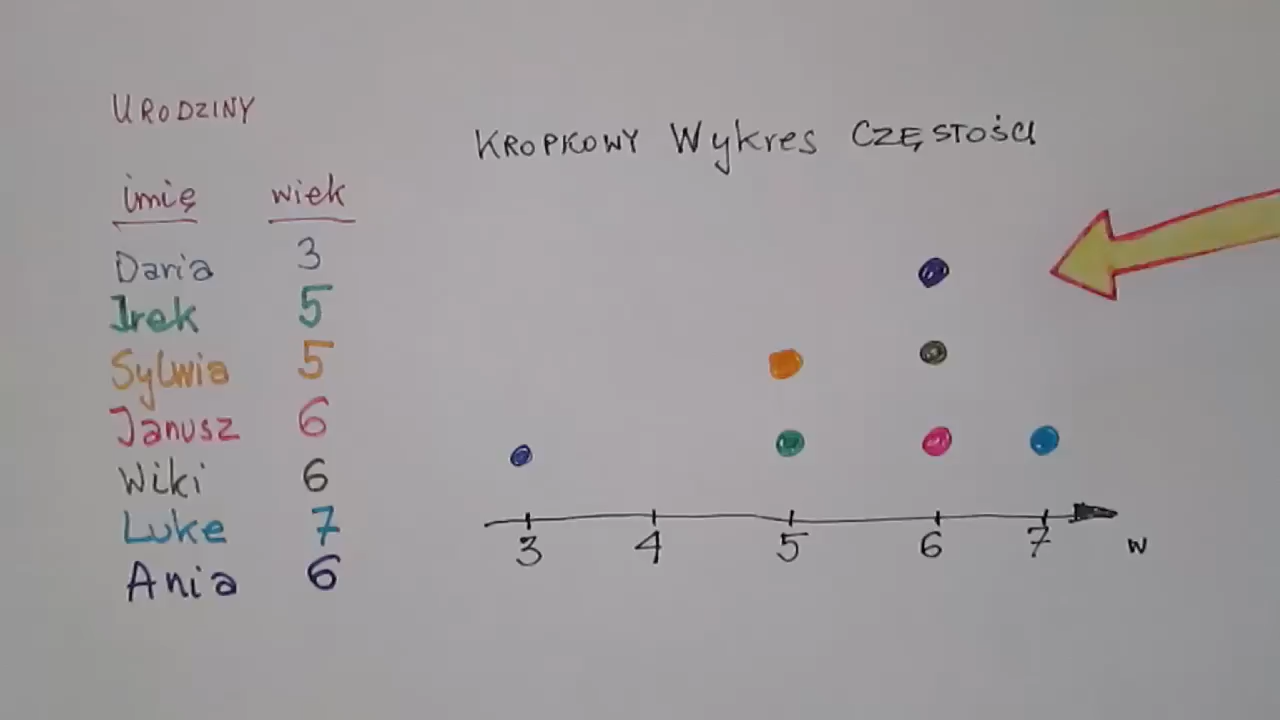 URODZINY
KROPKOWY Wykres CZĘSTOŚCI
imię wiek
Daria 3
Irek 5
Sylwia 5
Janusz 6
Wiki 6
Luke 7
Ania 6
3 4 5 6 7 w